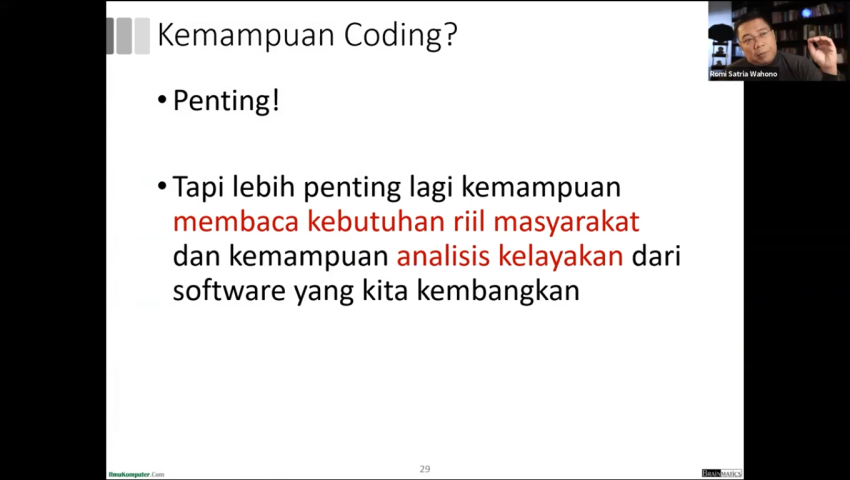 Kemampuan Coding?
Romi Satria Wahono
• Penting!
• Tapi lebih penting lagi kemampuan
membaca kebutuhan riil masyarakat
dan kemampuan analisis kelayakan dari
software yang kita kembangkan
IlmuKomputer.Com
29
BRAINMATICS